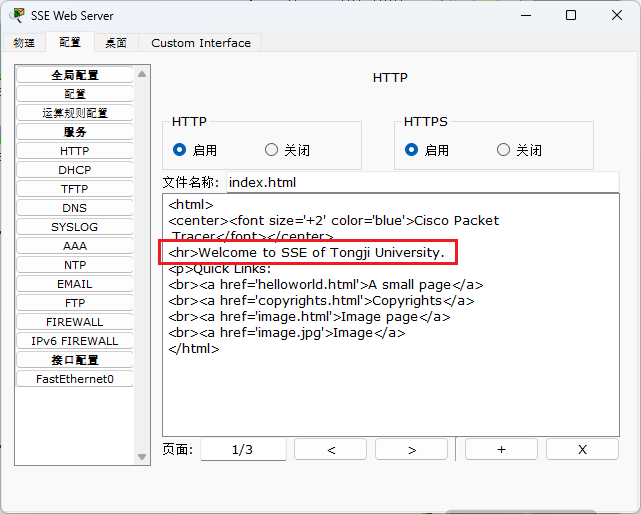 SSE Web Server
物理 配置 桌面 Custom Interface
全局配置
配置
运算规则配置
服务
HTTP
DHCP
TFTP
DNS
SYSLOG
AAA
NTP
EMAIL
FTP
FIREWALL
IPv6 FIREWALL
接口配置
FastEthernet0
HTTP
HTTP
启用 关闭
HTTPS
启用 关闭
文件名称: index.html
<html>
<center><font size='+2' color='blue'>Cisco Packet
Tracer</font></center>
<hr>Welcome to SSE of Tongji University.
<p>Quick Links:
<br><a href='helloworld.html'>A small page</a>
<br><a href='copyrights.html'>Copyrights</a>
<br><a href='image.html'>Image page</a>
<br><a href='image.jpg'>Image</a>
</html>
页面: 1/3 < > + X